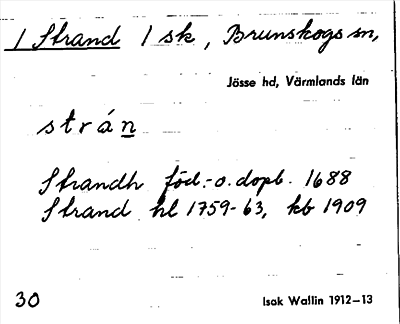 1 Strand 1 sk, Brunskogs sn,
Jösse hd, Värmlands län
strán
Strandh föd.-o.dopb. 1688
Strand hl 1759-63, kb 1909
30
Isak Wallin 1912-13